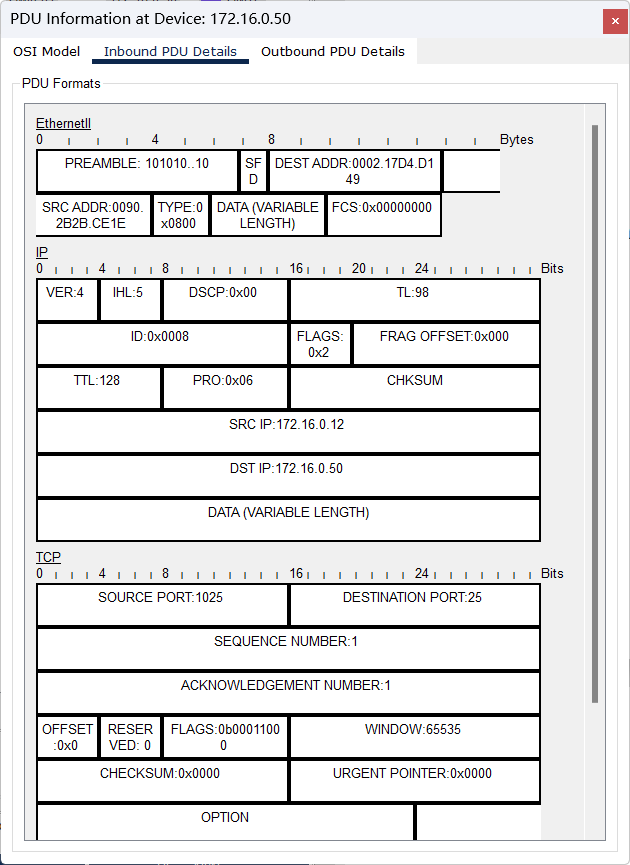 PDU Information at Device: 172.16.0.50
OSI Model Inbound PDU Details Outbound PDU Details
PDU Formats
EthernetII
0 4 8 Bytes
PREAMBLE: 101010..10
SF
D
DEST ADDR:0002.17D4.D1
49
SRC ADDR:0090.
2B2B.CE1E
TYPE:0
x0800
DATA (VARIABLE
LENGTH)
FCS:0x00000000
IP
0 4 8 16 20 24 Bits
VER:4 IHL:5 DSCP:0x00 TL:98
ID:0x0008
FLAGS:
0x2
FRAG OFFSET:0x000
TTL:128 PRO:0x06 CHKSUM
SRC IP:172.16.0.12
DST IP:172.16.0.50
DATA (VARIABLE LENGTH)
TCP
0 4 8 16 24 Bits
SOURCE PORT:1025 DESTINATION PORT:25
SEQUENCE NUMBER:1
ACKNOWLEDGEMENT NUMBER:1
OFFSET
:0x0
RESER
VED: 0
FLAGS:0b0001100
0
WINDOW:65535
CHECKSUM:0x0000 URGENT POINTER:0x0000
OPTION